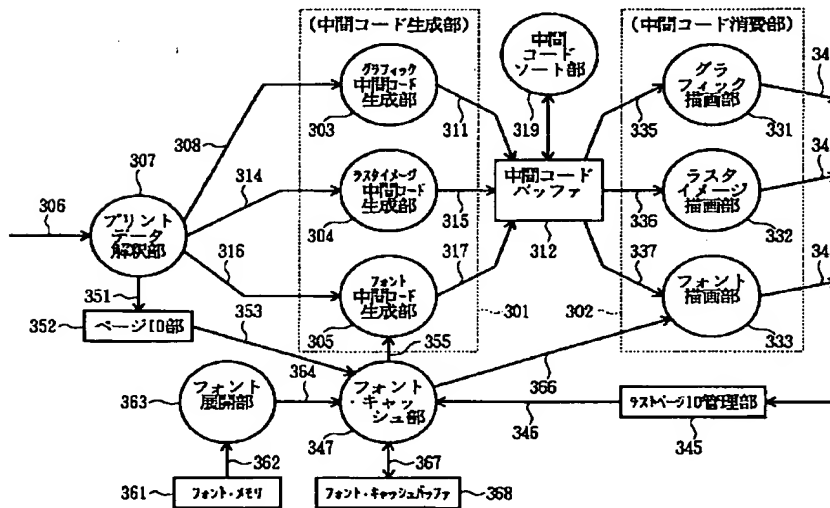 (中間コード生成部)
(中間コード消費部)
グラフィック
中間コード
生成部
303
308
311
中間
コード
ソート部
319
335
グラ
フィック
描画部
331
34
307
314
プリント
データ
解釈部
306
316
ラスタイメージ
中間コード
生成部
304
315
中間コード
バッファ
312
336
ラスタ
イメージ
描画部
332
34
317
337
フォント
中間コード
生成部
305
301
302
フォント
描画部
333
34
351
353
352
ページID部
355
366
363
フォント
展開部
364
フォント
・キャッ
シュ部
347
346
ラストページID管理部
345
362
367
361
フォント・メモリ
フォント・キャッシュバッファ
368